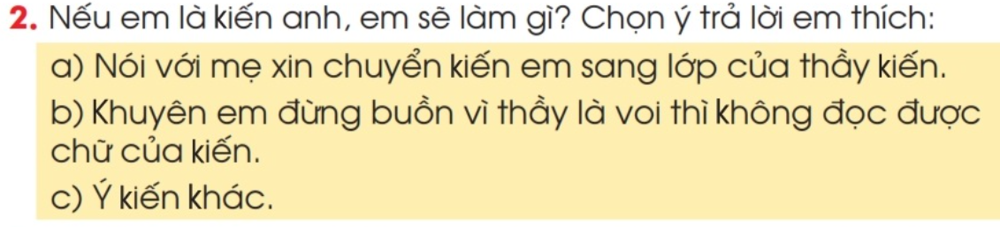 2. Nếu em là kiến anh, em sẽ làm gì? Chọn ý trả lời em thích:
a) Nói với mẹ xin chuyển kiến em sang lớp của thầy kiến.
b) Khuyên em đừng buồn vì thầy là voi thì không đọc được
chữ của kiến.
c) Ý kiến khác.